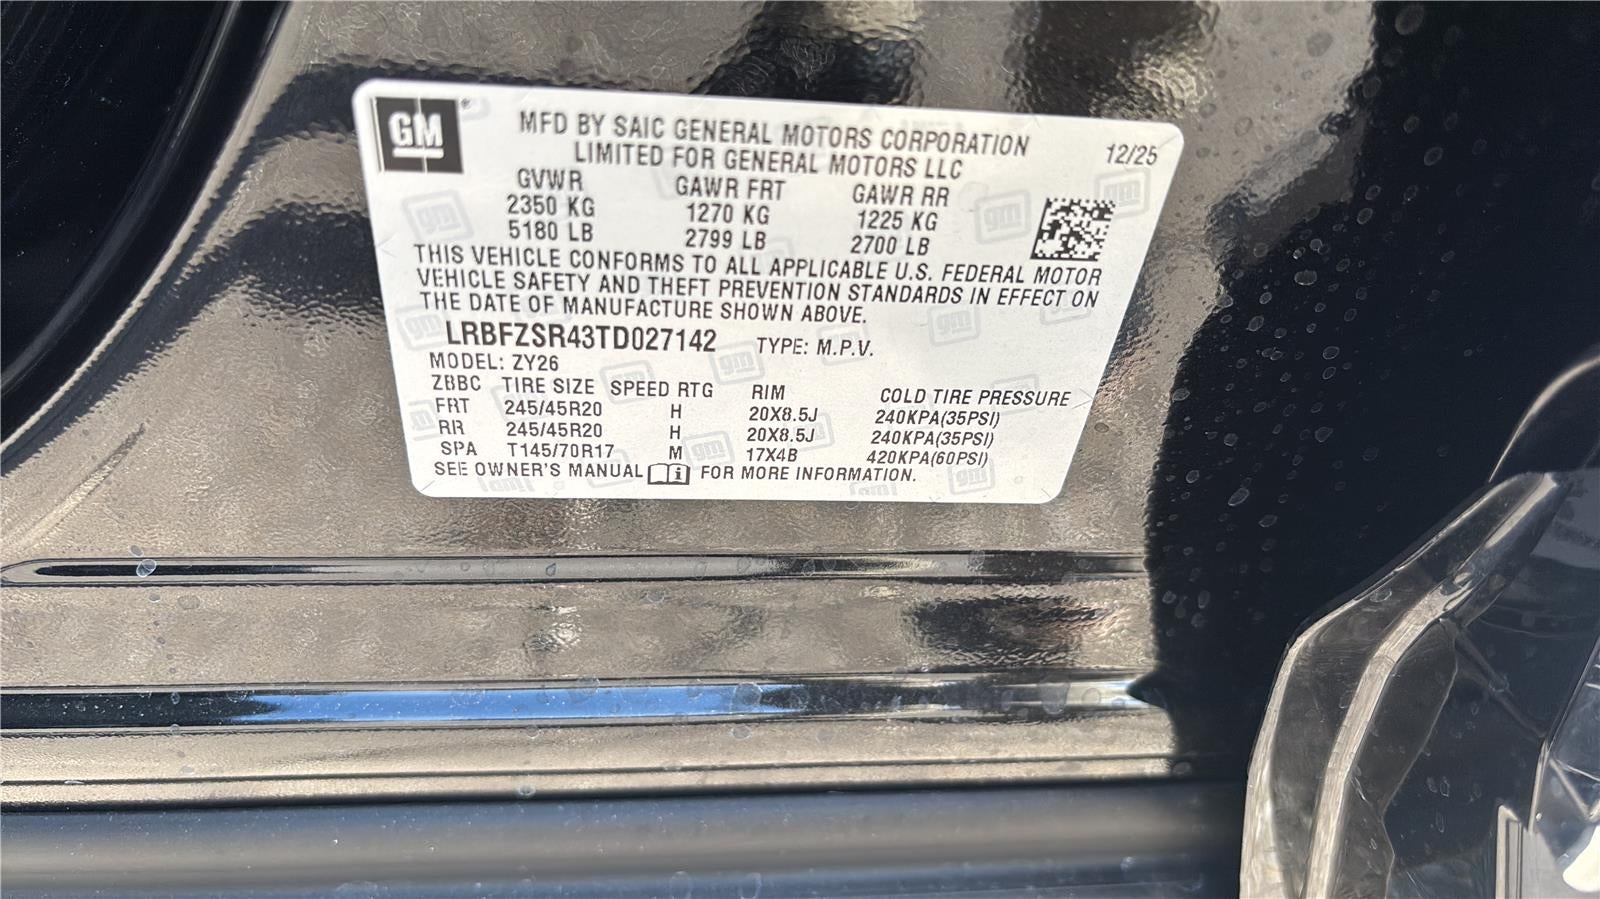 GM ®
MFD BY SAIC GENERAL MOTORS CORPORATION
LIMITED FOR GENERAL MOTORS LLC
12/25
GVWR GAWR FRT GAWR RR
2350 KG 1270 KG 1225 KG
5180 LB 2799 LB 2700 LB
THIS VEHICLE CONFORMS TO ALL APPLICABLE U.S. FEDERAL MOTOR
VEHICLE SAFETY AND THEFT PREVENTION STANDARDS IN EFFECT ON
THE DATE OF MANUFACTURE SHOWN ABOVE.
LRBFZSR43TD027142 TYPE: M.P.V.
MODEL: ZY26
ZBBC TIRE SIZE SPEED RTG RIM COLD TIRE PRESSURE
FRT 245/45R20 H 20X8.5J 240KPA(35PSI)
RR 245/45R20 H 20X8.5J 240KPA(35PSI)
SPA T145/70R17 M 17X4B 420KPA(60PSI)
SEE OWNER'S MANUAL FOR MORE INFORMATION.